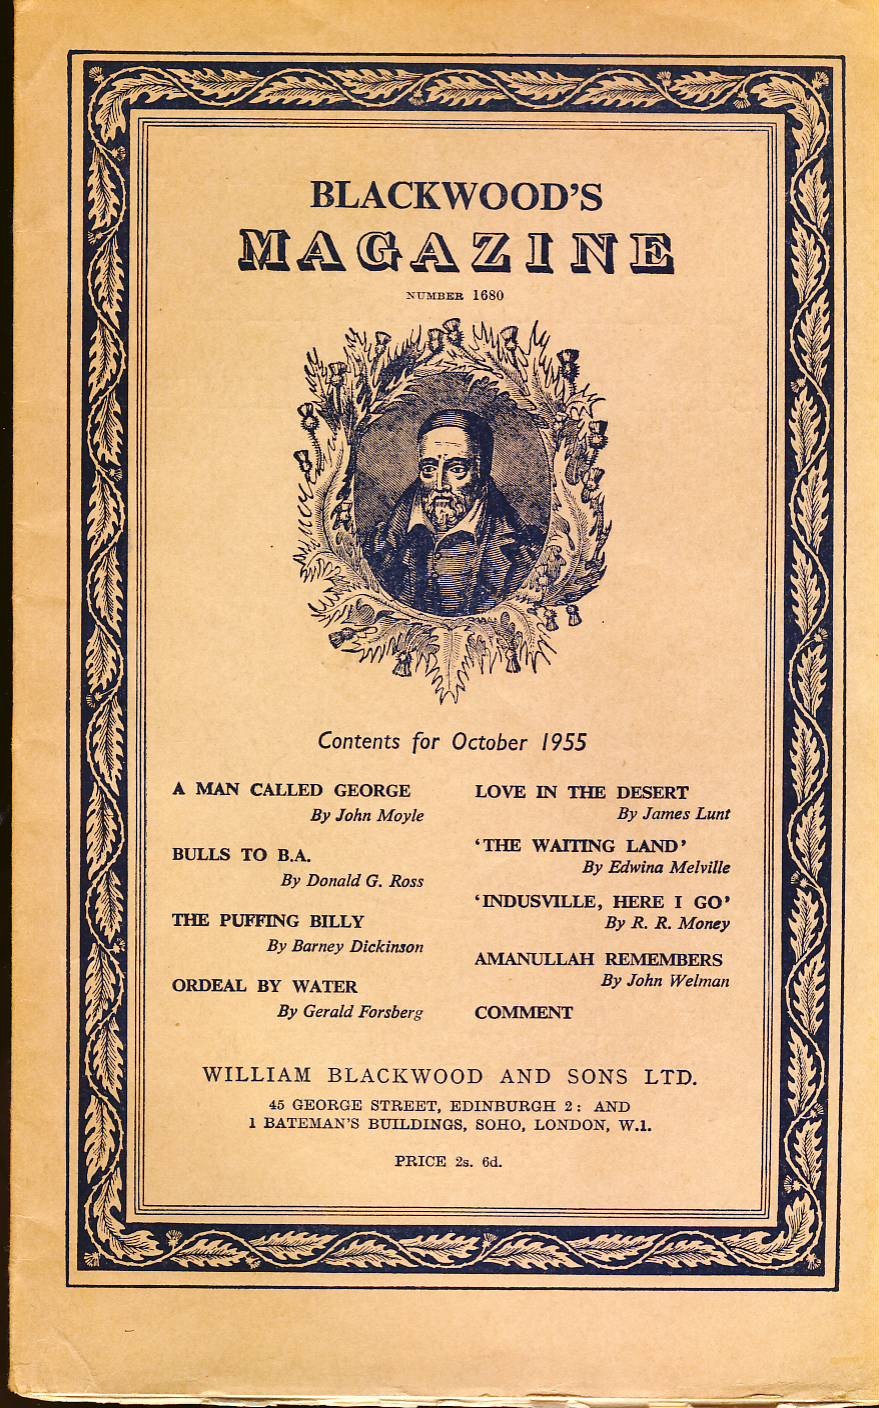 BLACKWOOD'S
MAGAZINE
NUMBER 1680
Contents for October 1955
A MAN CALLED GEORGE
By John Moyle
BULLS TO B.A.
By Donald G. Ross
THE PUFFING BILLY
By Barney Dickinson
ORDEAL BY WATER
By Gerald Forsberg
LOVE IN THE DESERT
By James Lunt
'THE WAITING LAND'
By Edwina Melville
'INDUSVILLE, HERE I GO'
By R. R. Money
AMANULLAH REMEMBERS
By John Welman
COMMENT
WILLIAM BLACKWOOD AND SONS LTD.
45 GEORGE STREET, EDINBURGH 2: AND
1 BATEMAN'S BUILDINGS, SOHO, LONDON, W.1.
PRICE 2s. 6d.